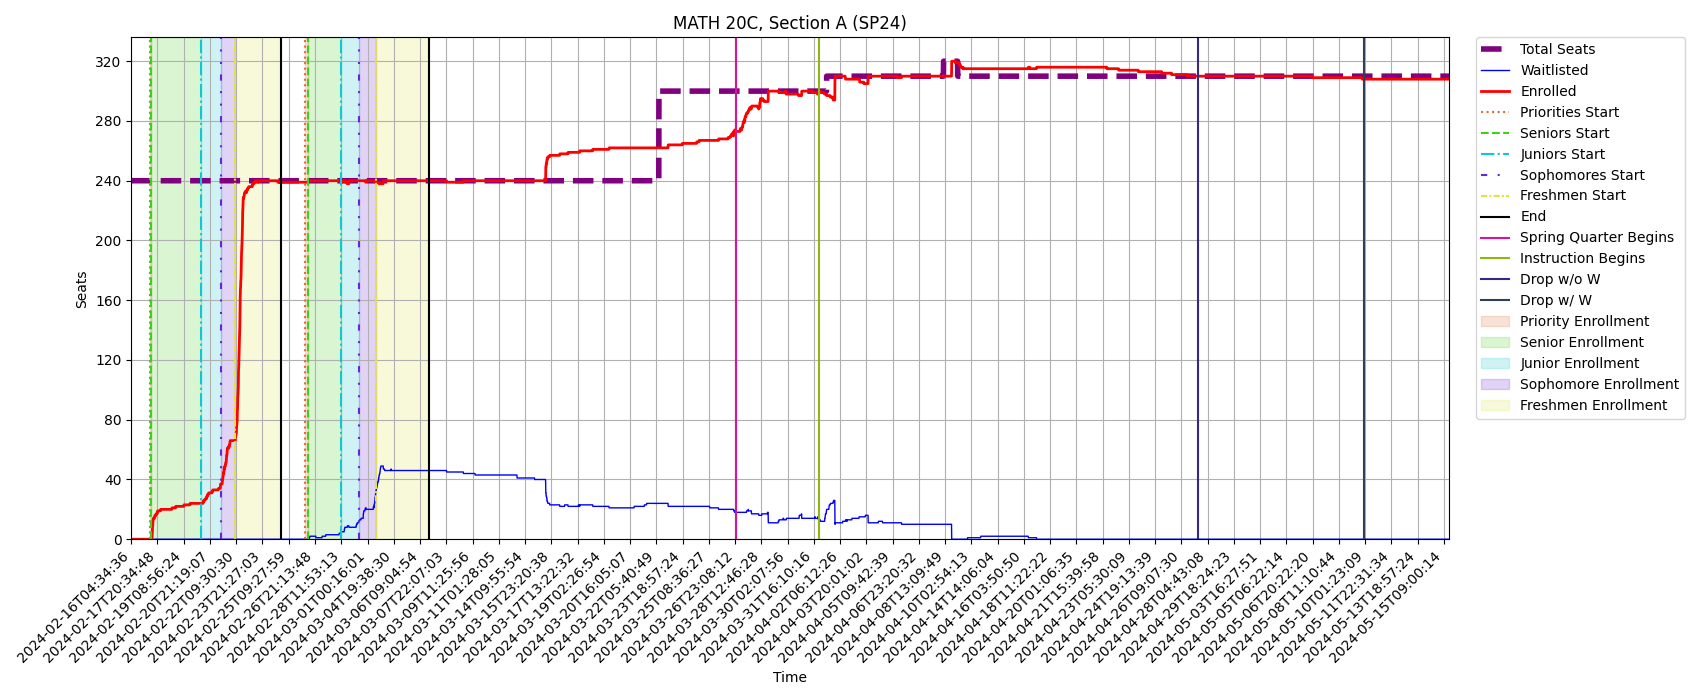 MATH 20C, Section A (SP24)
Seats
320
280
240
200
160
120
80
40
0
2024-02-16T04:34:36
2024-02-17T20:34:48
2024-02-19T08:56:24
2024-02-20T21:19:07
2024-02-22T09:30:30
2024-02-23T21:27:03
2024-02-25T09:27:59
2024-02-26T21:13:48
2024-02-28T11:53:13
2024-03-01T00:16:01
2024-03-04T19:38:30
2024-03-06T09:04:54
2024-03-07T22:07:03
2024-03-09T11:25:56
2024-03-11T01:28:05
2024-03-14T09:55:54
2024-03-15T23:20:38
2024-03-17T13:22:32
2024-03-19T02:26:54
2024-03-20T16:05:07
2024-03-22T05:40:49
2024-03-23T18:57:24
2024-03-25T08:36:27
2024-03-26T23:08:12
2024-03-28T12:46:28
2024-03-30T02:07:56
2024-03-31T16:10:16
2024-04-02T06:12:26
2024-04-03T20:01:02
2024-04-05T09:42:39
2024-04-06T23:20:32
2024-04-08T13:09:49
2024-04-10T02:54:13
2024-04-14T14:06:04
2024-04-16T03:50:50
2024-04-18T11:22:22
2024-04-20T01:06:35
2024-04-21T15:39:58
2024-04-23T05:30:09
2024-04-24T19:13:39
2024-04-26T09:07:30
2024-04-28T04:43:08
2024-04-29T18:24:23
2024-05-03T16:27:51
2024-05-05T06:22:14
2024-05-06T20:22:20
2024-05-08T11:10:44
2024-05-10T01:23:09
2024-05-11T22:31:34
2024-05-13T18:57:24
2024-05-15T09:00:14
Time
Total Seats
Waitlisted
Enrolled
Priorities Start
Seniors Start
Juniors Start
Sophomores Start
Freshmen Start
End
Spring Quarter Begins
Instruction Begins
Drop w/o W
Drop w/ W
Priority Enrollment
Senior Enrollment
Junior Enrollment
Sophomore Enrollment
Freshmen Enrollment